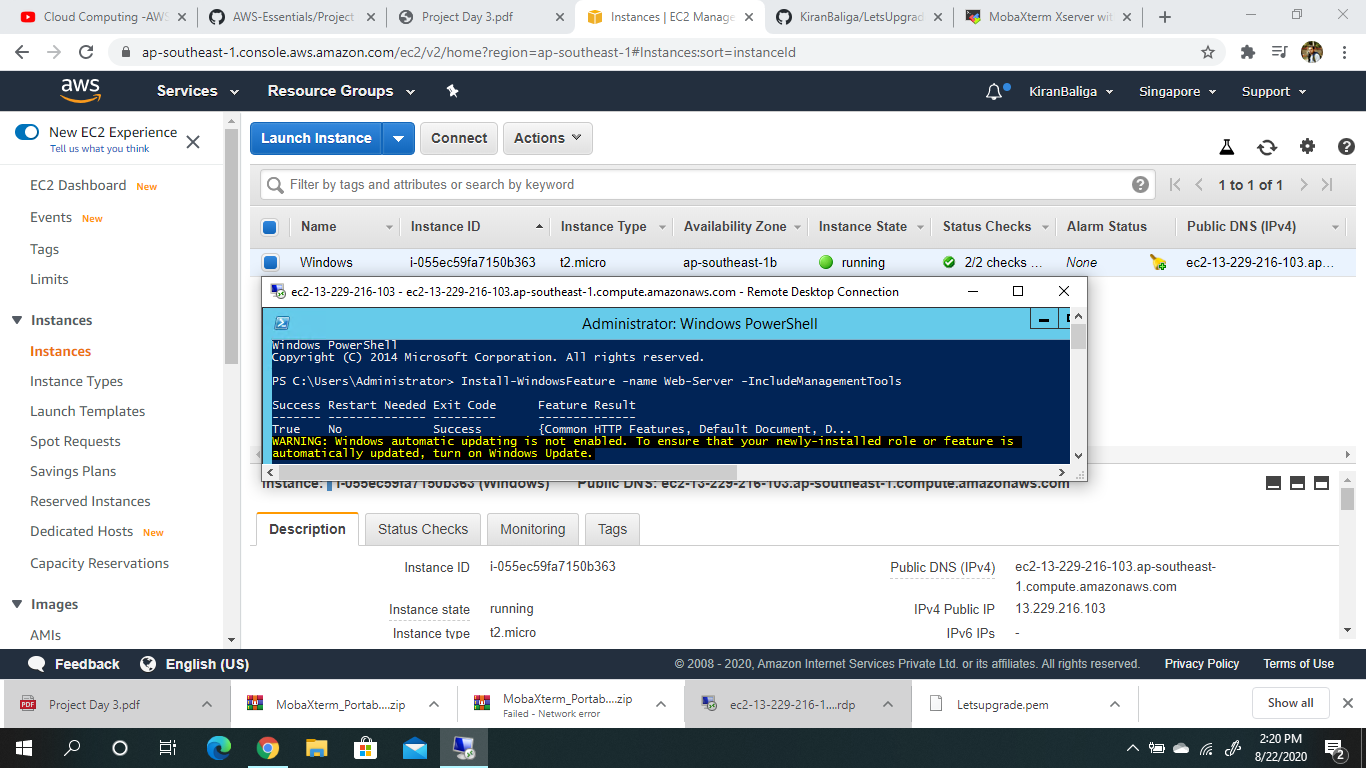 Cloud Computing -AWS
AWS-Essentials/Project
Project Day 3.pdf
Instances | EC2 Manage
KiranBaliga/LetsUpgrad
MobaXterm Xserver wit
ap-southeast-1.console.aws.amazon.com/ec2/v2/home?region=ap-southeast-1#Instances:sort=instanceId
aws
Services
Resource Groups
KiranBaliga
Singapore
Support
New EC2 Experience
Tell us what you think
EC2 Dashboard New
Events New
Tags
Limits
Instances
Instances
Instance Types
Launch Templates
Spot Requests
Savings Plans
Reserved Instances
Dedicated Hosts New
Capacity Reservations
Images
AMIs
Launch Instance
Connect
Actions
Filter by tags and attributes or search by keyword
1 to 1 of 1
Name Instance ID Instance Type Availability Zone Instance State Status Checks Alarm Status Public DNS (IPv4)
Windows i-055ec59fa7150b363 t2.micro ap-southeast-1b running 2/2 checks ... None ec2-13-229-216-103.ap...
ec2-13-229-216-103 - ec2-13-229-216-103.ap-southeast-1.compute.amazonaws.com - Remote Desktop Connection
Administrator: Windows PowerShell
Windows PowerShell
Copyright (C) 2014 Microsoft Corporation. All rights reserved.
PS C:\Users\Administrator> Install-WindowsFeature -name Web-Server -IncludeManagementTools
Success Restart Needed Exit Code Feature Result
------- -------------- --------- --------------
True No Success {Common HTTP Features, Default Document, D...
WARNING: Windows automatic updating is not enabled. To ensure that your newly-installed role or feature is
automatically updated, turn on Windows Update.
Instance: i-055ec59fa7150b363 (Windows) Public DNS: ec2-13-229-216-103.ap-southeast-1.compute.amazonaws.com
Description
Status Checks
Monitoring
Tags
Instance ID i-055ec59fa7150b363
Instance state running
Instance type t2.micro
Public DNS (IPv4) ec2-13-229-216-103.ap-southeast-
1.compute.amazonaws.com
IPv4 Public IP 13.229.216.103
IPv6 IPs -
Feedback
English (US)
© 2008 - 2020, Amazon Internet Services Private Ltd. or its affiliates. All rights reserved.
Privacy Policy
Terms of Use
Project Day 3.pdf
MobaXterm_Portab....zip
MobaXterm_Portab....zip
Failed - Network error
ec2-13-229-216-1....rdp
Letsupgrade.pem
Show all
2:20 PM
8/22/2020
2